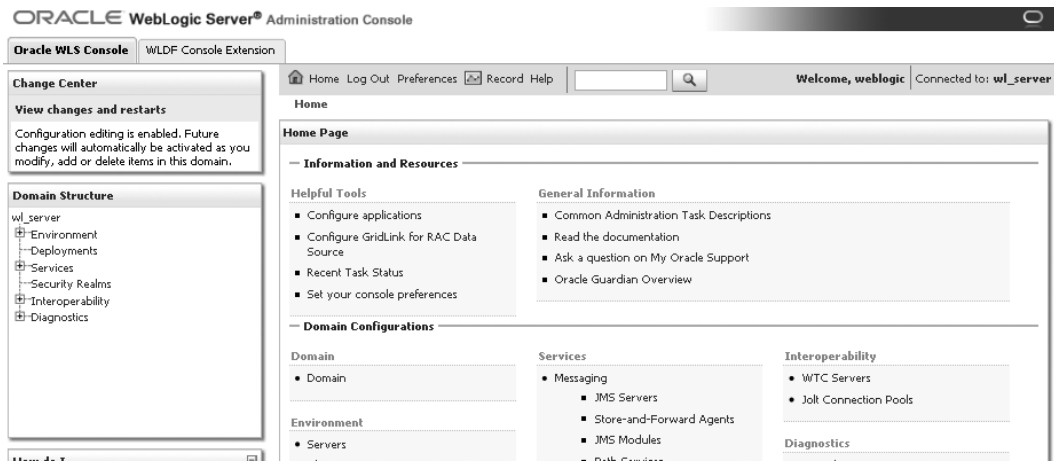 ORACLE WebLogic Server® Administration Console
Oracle WLS Console
WLDF Console Extension
Change Center
View changes and restarts
Configuration editing is enabled. Future
changes will automatically be activated as you
modify, add or delete items in this domain.
Domain Structure
wl_server
Environment
Deployments
Services
Security Realms
Interoperability
Diagnostics
How do I
Home Log Out Preferences Record Help
Welcome, weblogic Connected to: wl_server
Home
Home Page
Information and Resources
Helpful Tools
Configure applications
Configure GridLink for RAC Data
Source
Recent Task Status
Set your console preferences
General Information
Common Administration Task Descriptions
Read the documentation
Ask a question on My Oracle Support
Oracle Guardian Overview
Domain Configurations
Domain
Domain
Environment
Servers
Services
Messaging
JMS Servers
Store-and-Forward Agents
JMS Modules
Path Services
Interoperability
WTC Servers
Jolt Connection Pools
Diagnostics